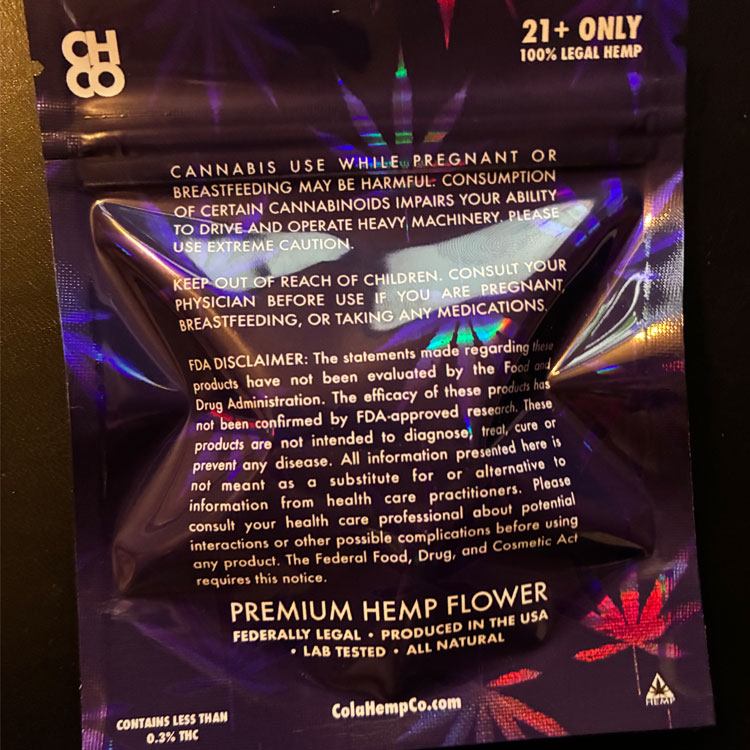 CH
CO
21+ ONLY
100% LEGAL HEMP
CANNABIS USE WHILE PREGNANT OR
BREASTFEEDING MAY BE HARMFUL. CONSUMPTION
OF CERTAIN CANNABINOIDS IMPAIRS YOUR ABILITY
TO DRIVE AND OPERATE HEAVY MACHINERY. PLEASE
USE EXTREME CAUTION.
KEEP OUT OF REACH OF CHILDREN. CONSULT YOUR
PHYSICIAN BEFORE USE IF YOU ARE PREGNANT,
BREASTFEEDING, OR TAKING ANY MEDICATIONS.
FDA DISCLAIMER: The statements made regarding these
products have not been evaluated by the Food and
Drug Administration. The efficacy of these products has
not been confirmed by FDA-approved research. These
products are not intended to diagnose, treat, cure or
prevent any disease. All information presented here is
not meant as a substitute for or alternative to
information from health care practitioners. Please
consult your health care professional about potential
interactions or other possible complications before using
any product. The Federal Food, Drug, and Cosmetic Act
requires this notice.
PREMIUM HEMP FLOWER
FEDERALLY LEGAL • PRODUCED IN THE USA
• LAB TESTED • ALL NATURAL
ColaHempCo.com
CONTAINS LESS THAN
0.3% THC
HEMP